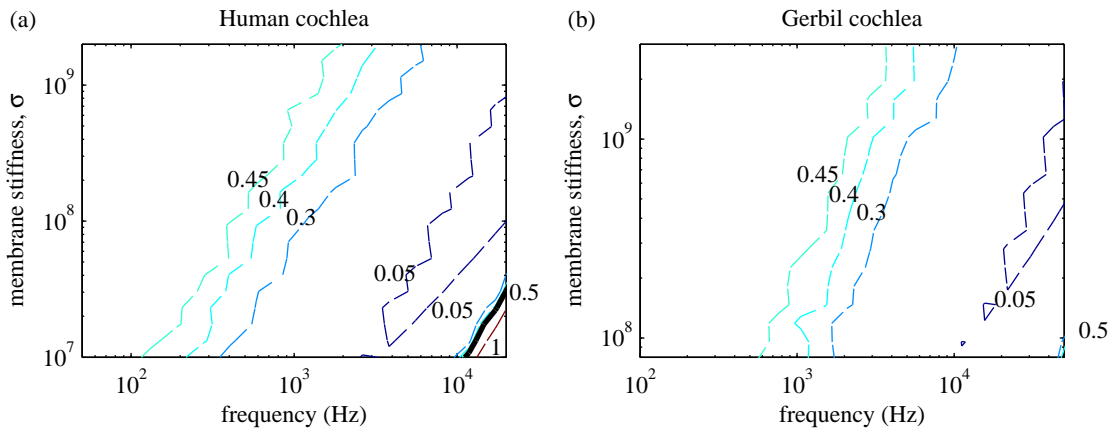 (a)
Human cochlea
membrane stiffness, σ
10^9
10^8
10^7
0.45
0.4
0.3
0.05
0.05
0.5
1
10^2
10^3
10^4
frequency (Hz)
(b)
Gerbil cochlea
membrane stiffness, σ
10^9
10^8
0.45
0.4
0.3
0.05
0.5
10^2
10^3
10^4
frequency (Hz)